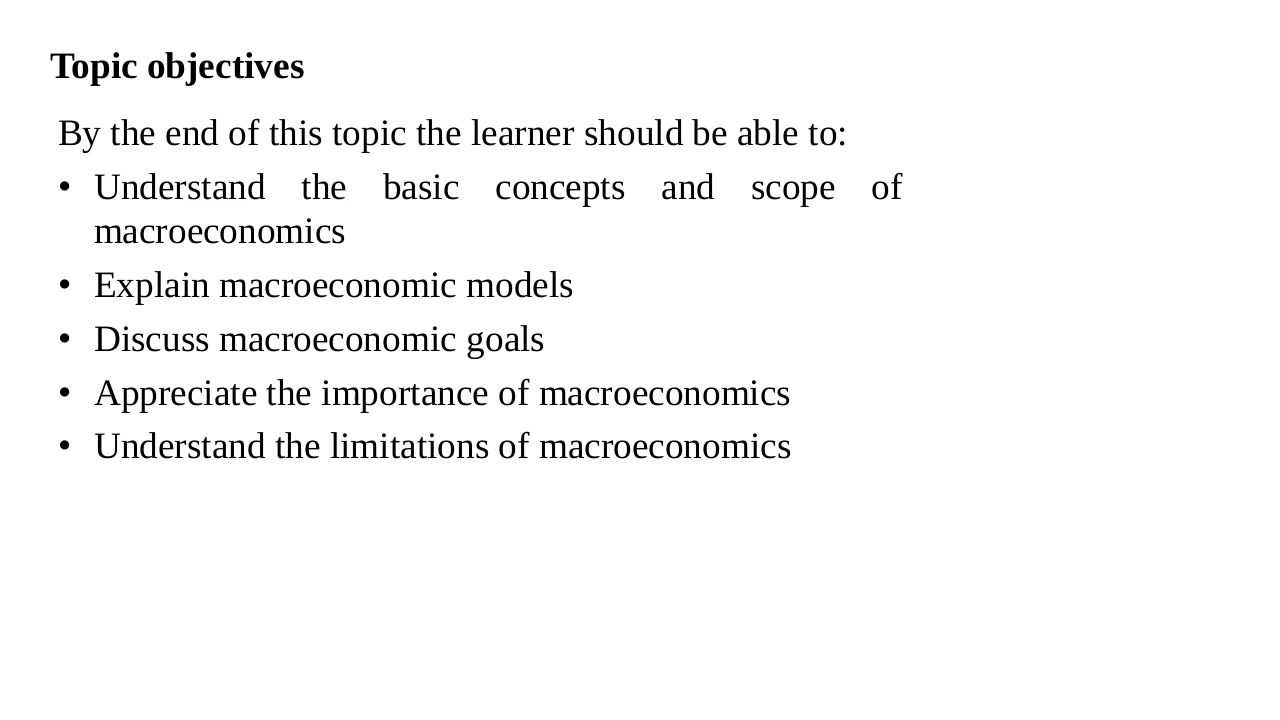 Topic objectives
By the end of this topic the learner should be able to:
• Understand the basic concepts and scope of
macroeconomics
• Explain macroeconomic models
• Discuss macroeconomic goals
• Appreciate the importance of macroeconomics
• Understand the limitations of macroeconomics